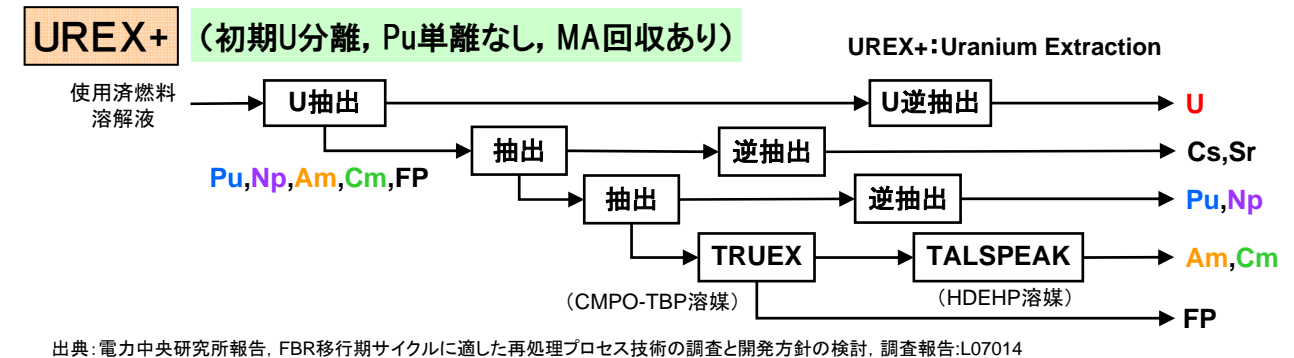 UREX+
（初期U分離, Pu単離なし, MA回収あり）
UREX+：Uranium Extraction
使用済燃料
溶解液
U抽出
U逆抽出
U
Pu,Np,Am,Cm,FP
抽出
逆抽出
Cs,Sr
抽出
逆抽出
Pu,Np
TRUEX
TALSPEAK
Am,Cm
（CMPO-TBP溶媒）
（HDEHP溶媒）
FP
出典：電力中央研究所報告, FBR移行期サイクルに適した再処理プロセス技術の調査と開発方針の検討, 調査報告:L07014